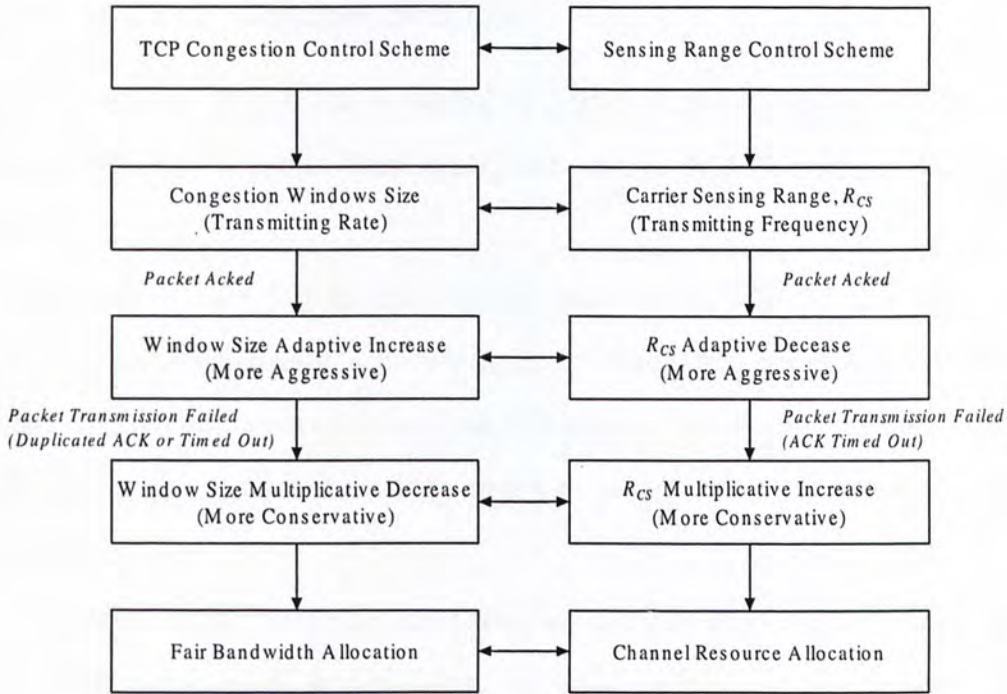 TCP Congestion Control Scheme
Sensing Range Control Scheme
Congestion Windows Size
(Transmitting Rate)
Carrier Sensing Range, RCS
(Transmitting Frequency)
Packet Acked
Packet Acked
Window Size Adaptive Increase
(More Aggressive)
RCS Adaptive Decease
(More Aggressive)
Packet Transmission Failed
(Duplicated ACK or Timed Out)
Packet Transmission Failed
(ACK Timed Out)
Window Size Multiplicative Decrease
(More Conservative)
RCS Multiplicative Increase
(More Conservative)
Fair Bandwidth Allocation
Channel Resource Allocation